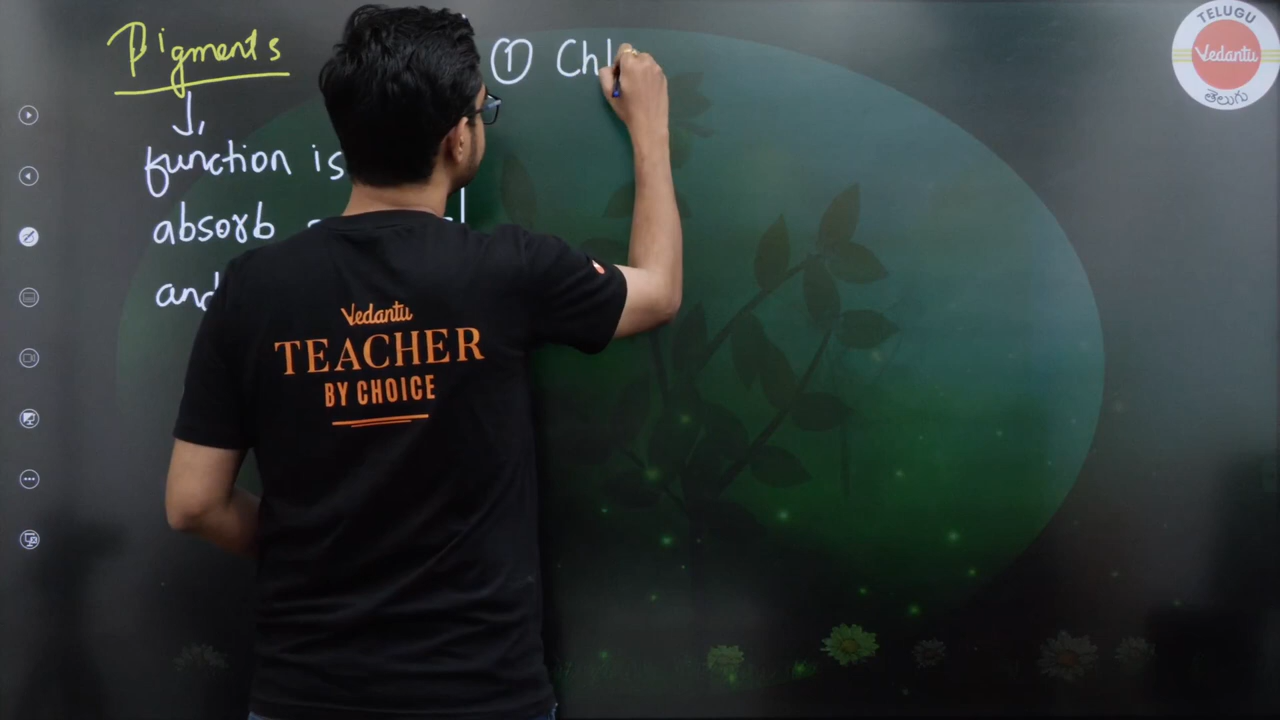 Pigments
① Chl
function is
absorb
and
Vedantu
TEACHER
BY CHOICE
TELUGU
Vedantu
తెలుగు